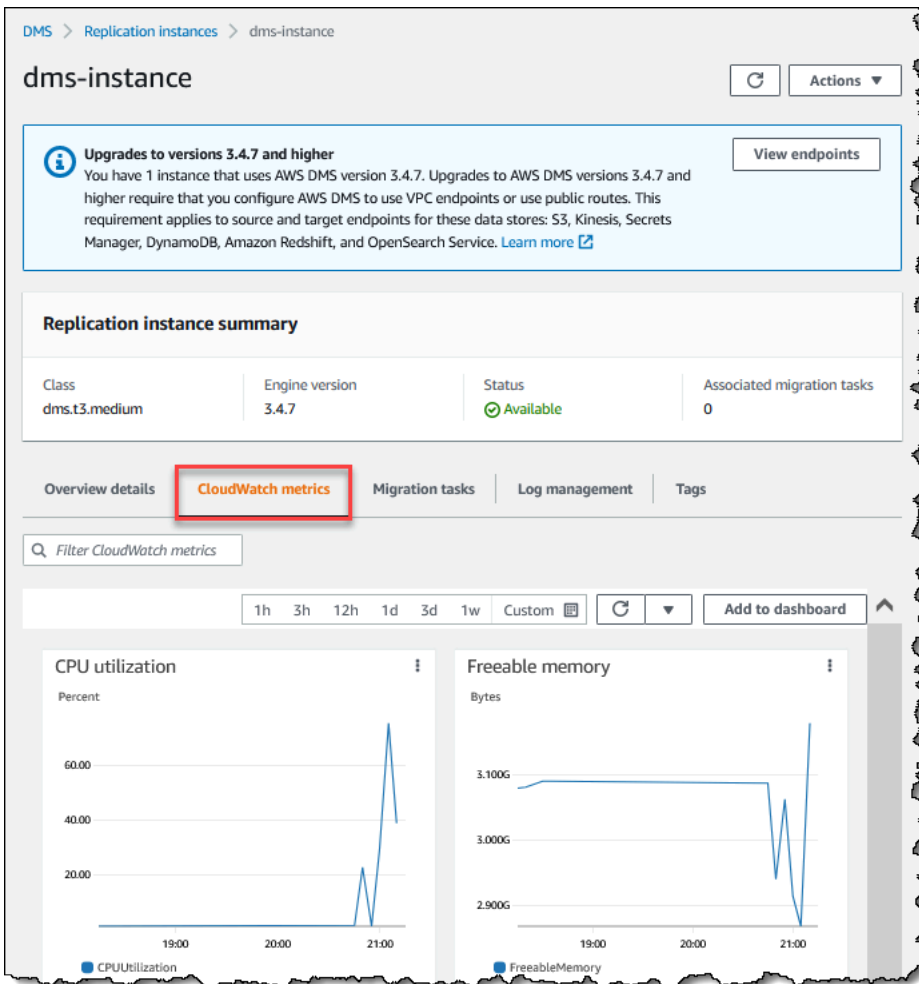 DMS > Replication instances > dms-instance
dms-instance
Actions
Upgrades to versions 3.4.7 and higher
View endpoints
You have 1 instance that uses AWS DMS version 3.4.7. Upgrades to AWS DMS versions 3.4.7 and
higher require that you configure AWS DMS to use VPC endpoints or use public routes. This
requirement applies to source and target endpoints for these data stores: S3, Kinesis, Secrets
Manager, DynamoDB, Amazon Redshift, and OpenSearch Service. Learn more
Replication instance summary
Class
dms.t3.medium
Engine version
3.4.7
Status
Available
Associated migration tasks
0
Overview details CloudWatch metrics Migration tasks Log management Tags
Filter CloudWatch metrics
1h 3h 12h 1d 3d 1w Custom Add to dashboard
CPU utilization
Percent
60.00
40.00
20.00
19:00 20:00 21:00
CPUUtilization
Freeable memory
Bytes
3.100G
3.000G
2.900G
19:00 20:00 21:00
FreeableMemory